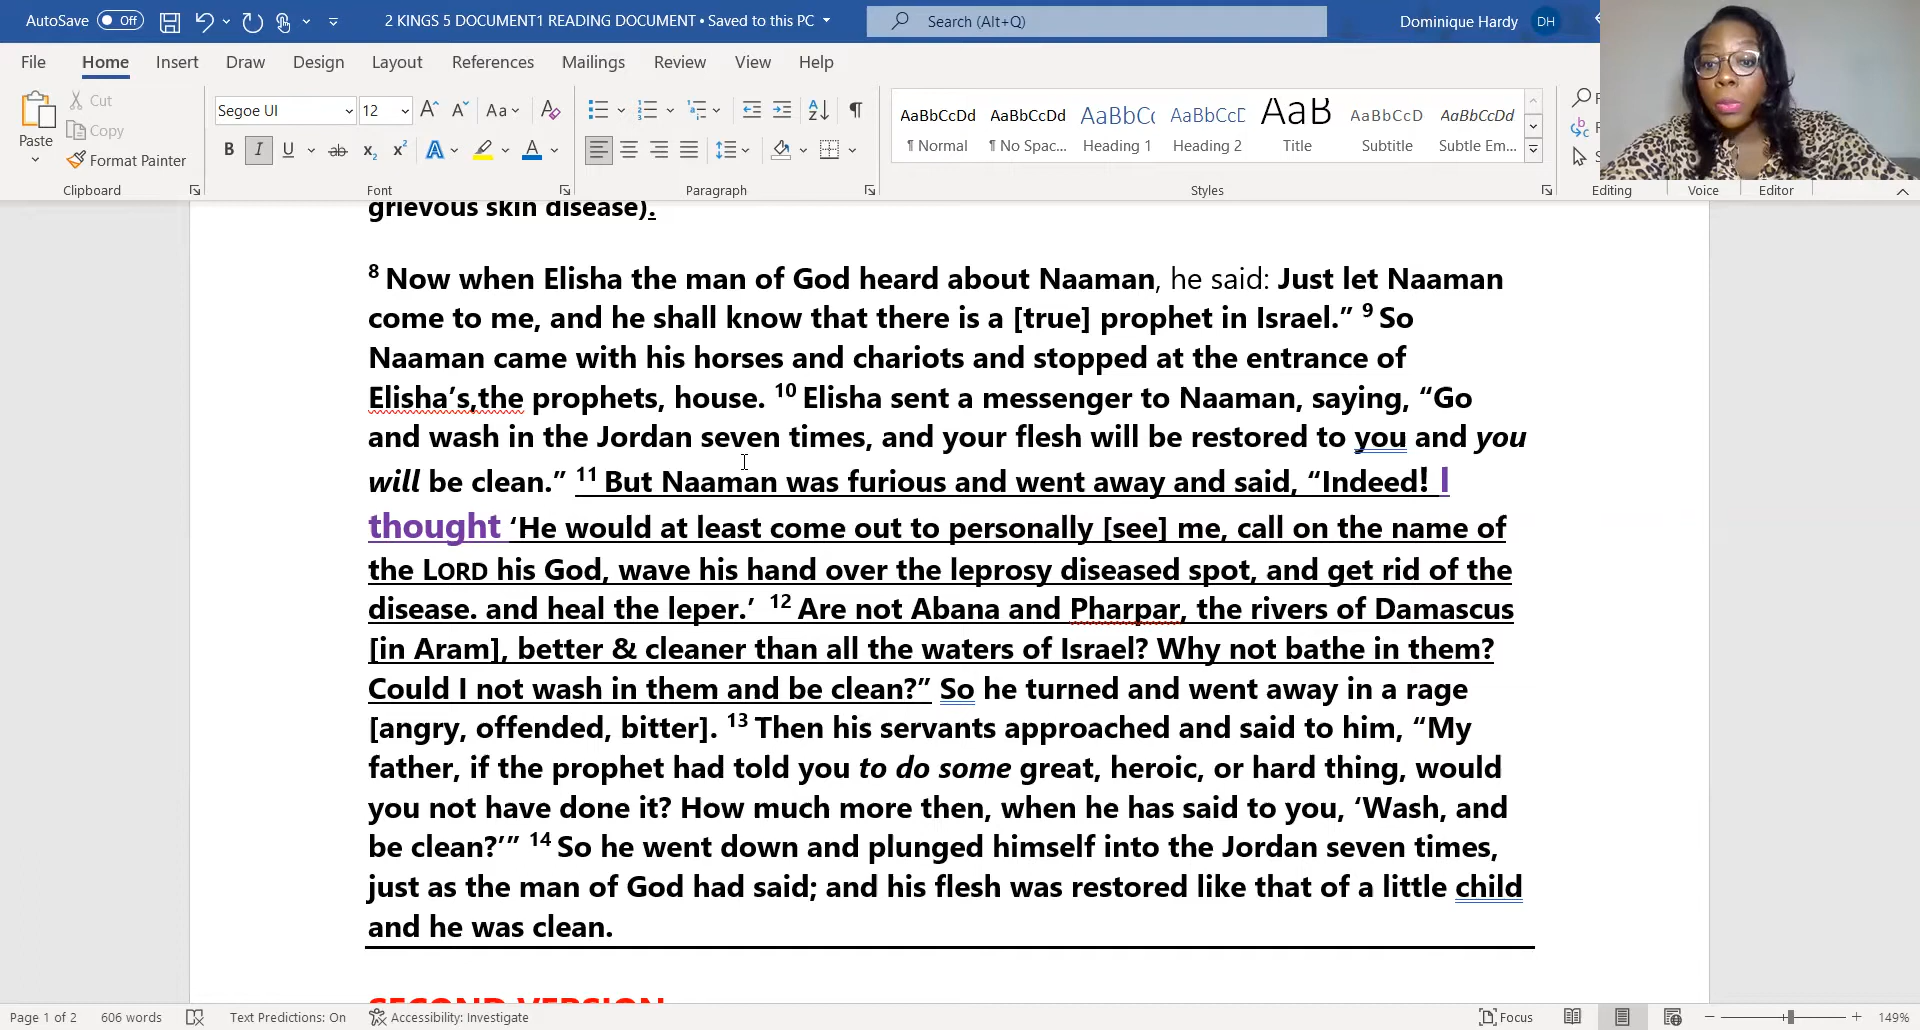 AutoSave Off 2 KINGS 5 DOCUMENT1 READING DOCUMENT • Saved to this PC Search (Alt+Q) Dominique Hardy DH
File Home Insert Draw Design Layout References Mailings Review View Help
Paste Cut Copy Format Painter
Segoe UI 12 Aa
AaBbCcDd AaBbCcDd AaBbCc AaBbCcD AaB AaBbCcD AaBbCcDd
¶ Normal ¶ No Spac... Heading 1 Heading 2 Title Subtitle Subtle Em...
Clipboard Font Paragraph Styles Editing Voice Editor
grievous skin disease).
8 Now when Elisha the man of God heard about Naaman, he said: Just let Naaman
come to me, and he shall know that there is a [true] prophet in Israel.” 9 So
Naaman came with his horses and chariots and stopped at the entrance of
Elisha’s,the prophets, house. 10 Elisha sent a messenger to Naaman, saying, “Go
and wash in the Jordan seven times, and your flesh will be restored to you and you
will be clean.” 11 But Naaman was furious and went away and said, “Indeed! I
thought ‘He would at least come out to personally [see] me, call on the name of
the LORD his God, wave his hand over the leprosy diseased spot, and get rid of the
disease. and heal the leper.’ 12 Are not Abana and Pharpar, the rivers of Damascus
[in Aram], better & cleaner than all the waters of Israel? Why not bathe in them?
Could I not wash in them and be clean?” So he turned and went away in a rage
[angry, offended, bitter]. 13 Then his servants approached and said to him, “My
father, if the prophet had told you to do some great, heroic, or hard thing, would
you not have done it? How much more then, when he has said to you, ‘Wash, and
be clean?’” 14 So he went down and plunged himself into the Jordan seven times,
just as the man of God had said; and his flesh was restored like that of a little child
and he was clean.
SECOND VERSION
Page 1 of 2 606 words Text Predictions: On Accessibility: Investigate Focus 149%